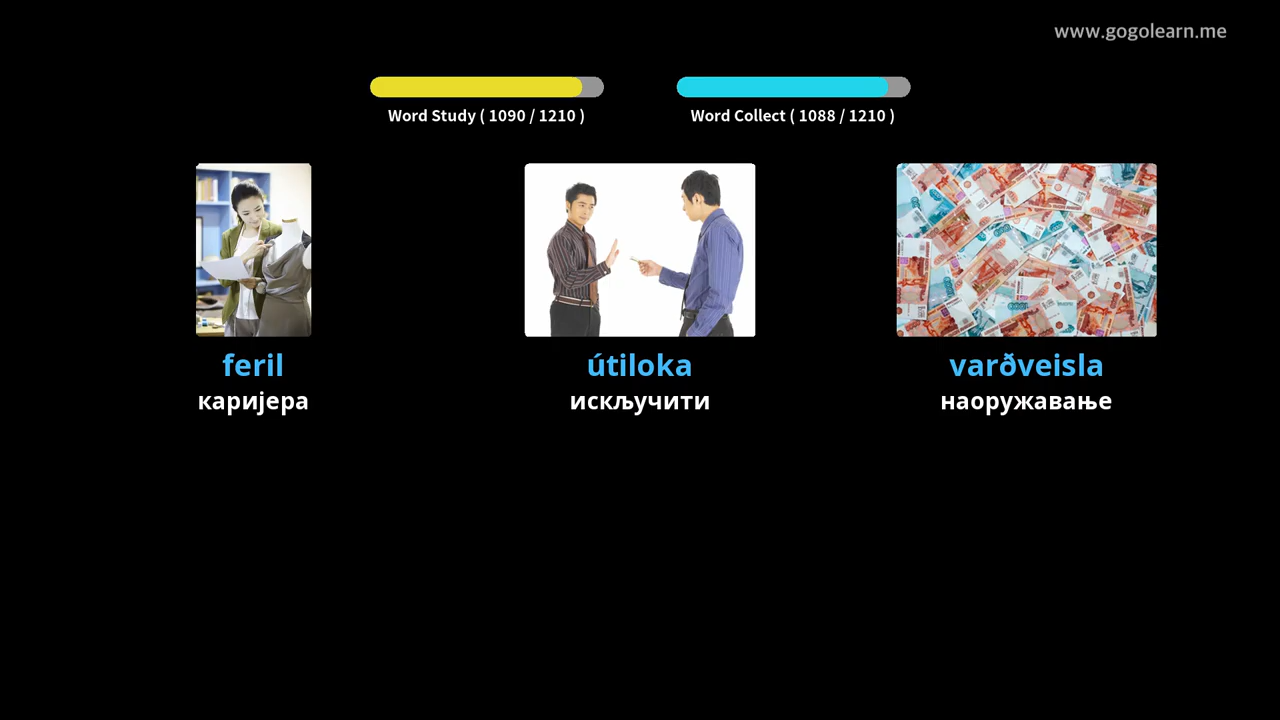 www.gogolearn.me
Word Study ( 1090 / 1210 )
Word Collect ( 1088 / 1210 )
feril
útiloka
varðveisla
каријера
искључити
наоружавање